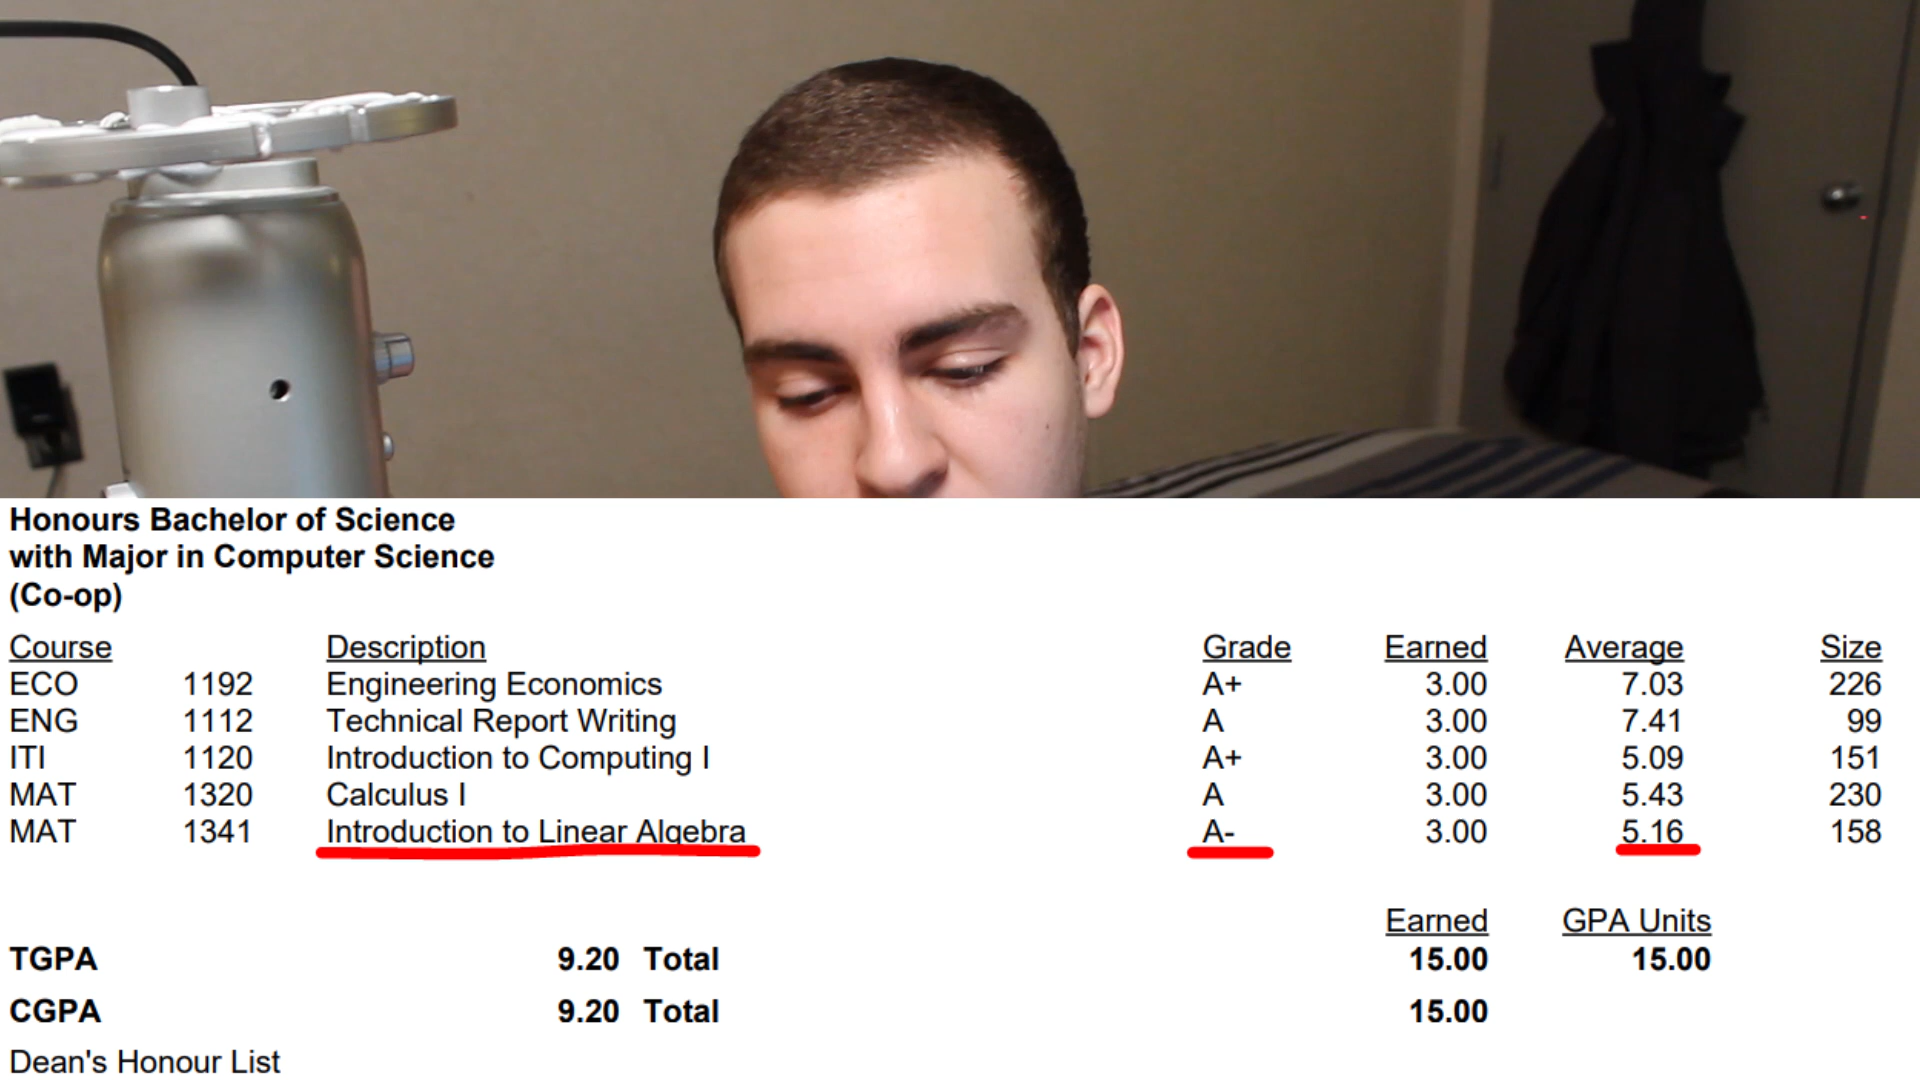 Honours Bachelor of Science
with Major in Computer Science
(Co-op)
Course Description Grade Earned Average Size
ECO 1192 Engineering Economics A+ 3.00 7.03 226
ENG 1112 Technical Report Writing A 3.00 7.41 99
ITI 1120 Introduction to Computing I A+ 3.00 5.09 151
MAT 1320 Calculus I A 3.00 5.43 230
MAT 1341 Introduction to Linear Algebra A- 3.00 5.16 158
Earned GPA Units
TGPA 9.20 Total 15.00 15.00
CGPA 9.20 Total 15.00
Dean's Honour List